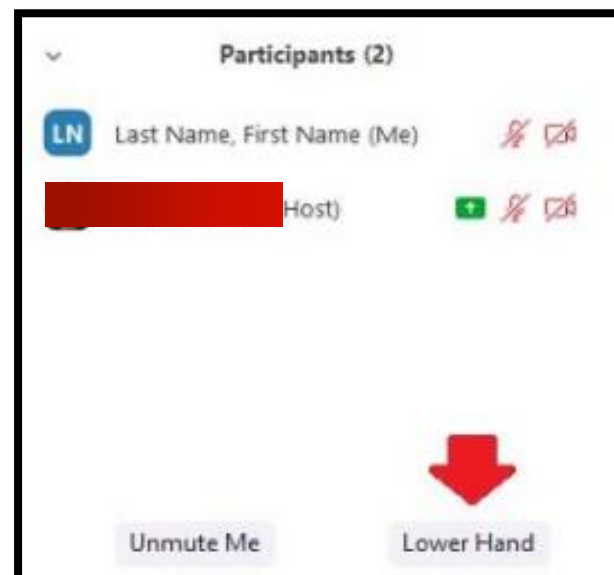 Participants (2)
LN Last Name, First Name (Me)
Host)
Unmute Me Lower Hand